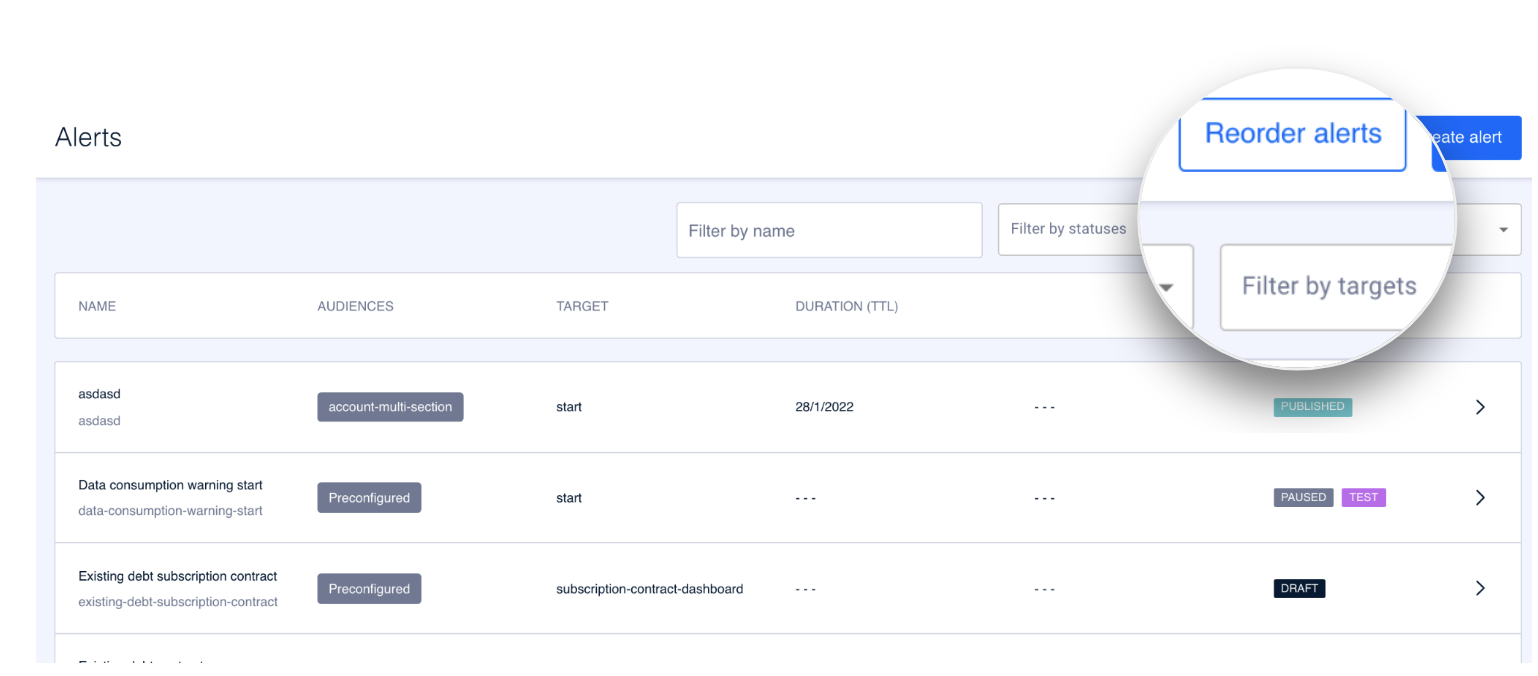 Alerts
Reorder alerts
eate alert
Filter by name
Filter by statuses
Filter by targets
NAME AUDIENCES TARGET DURATION (TTL)
asdasd
asdasd
account-multi-section start 28/1/2022 - - - PUBLISHED
Data consumption warning start
data-consumption-warning-start
Preconfigured start - - - - - - PAUSED TEST
Existing debt subscription contract
existing-debt-subscription-contract
Preconfigured subscription-contract-dashboard - - - - - - DRAFT